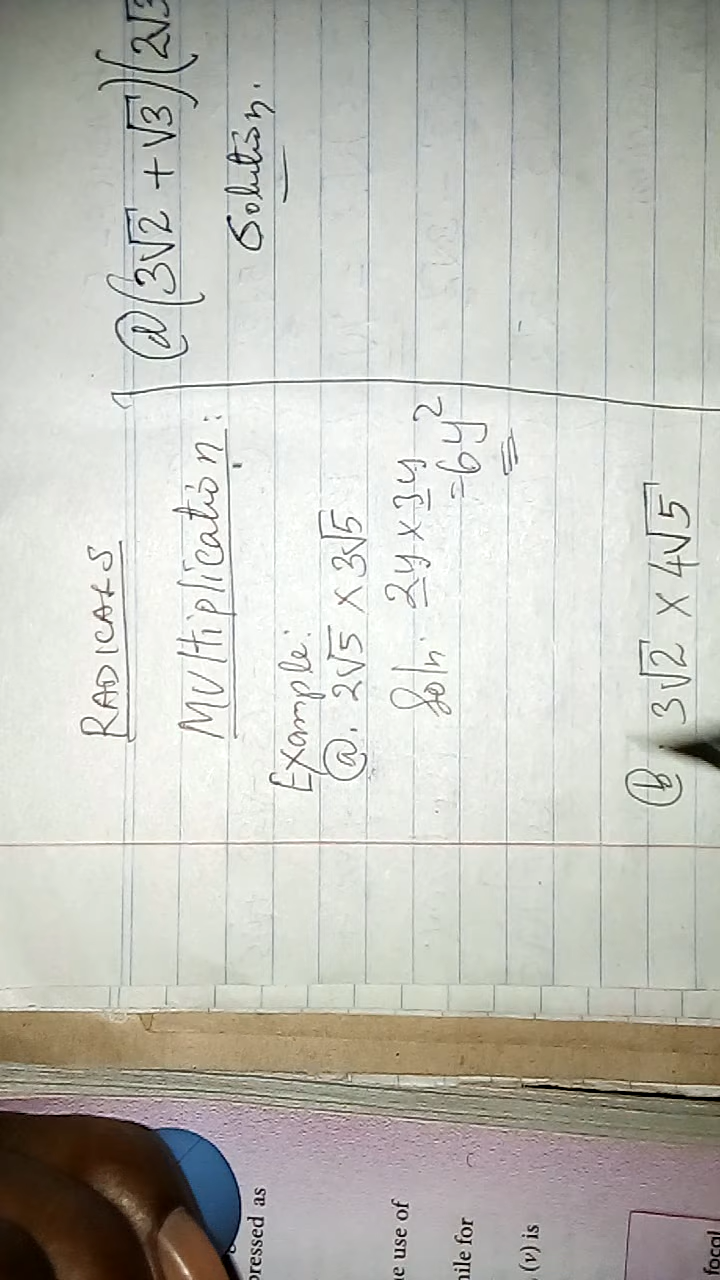 RADICALS
Multiplication:
Example:
(a). 2√5 × 3√5
Soln. 2y × 3y
= 6y²
(b). 3√2 × 4√5
(d) (3√2 + √3)(2√3
Solution.
pressed as
e use of
ile for
(v) is
focal